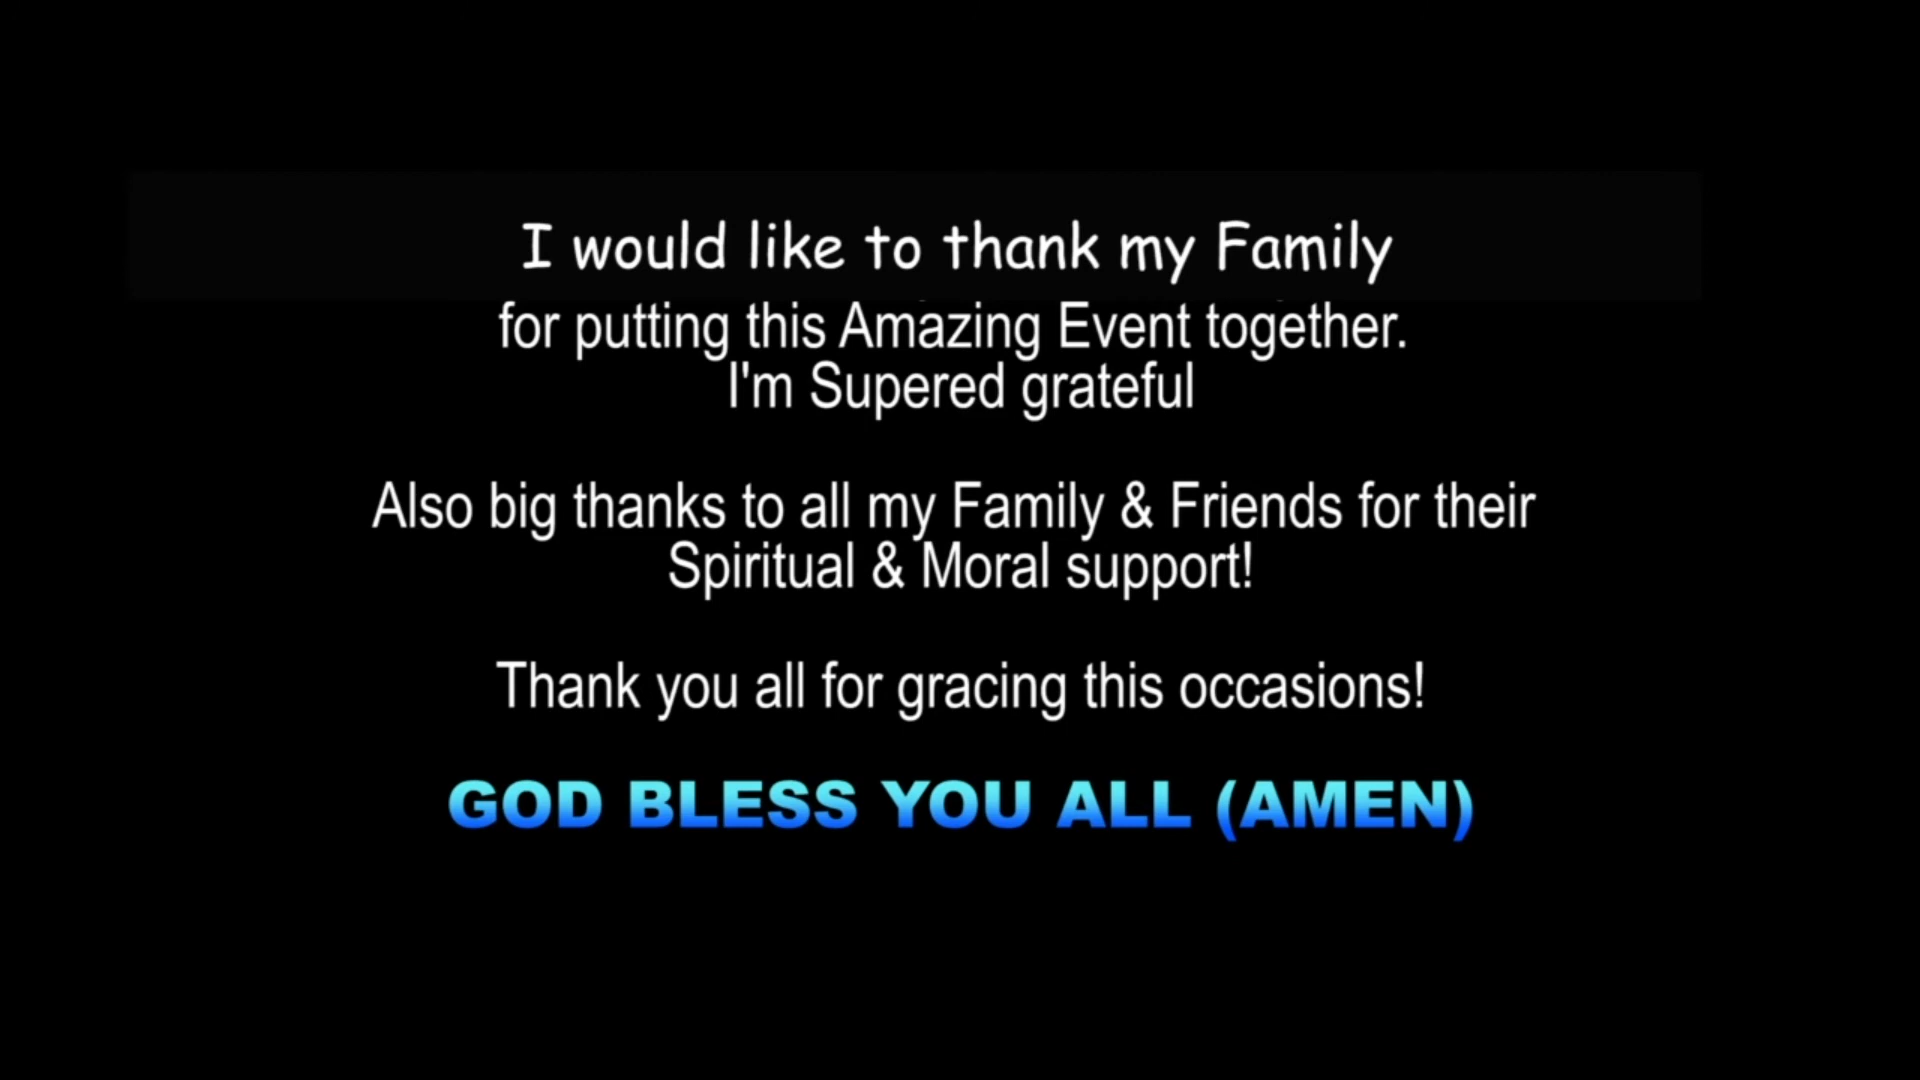 I would like to thank my Family
for putting this Amazing Event together.
I'm Supered grateful
Also big thanks to all my Family & Friends for their
Spiritual & Moral support!
Thank you all for gracing this occasions!
GOD BLESS YOU ALL (AMEN)